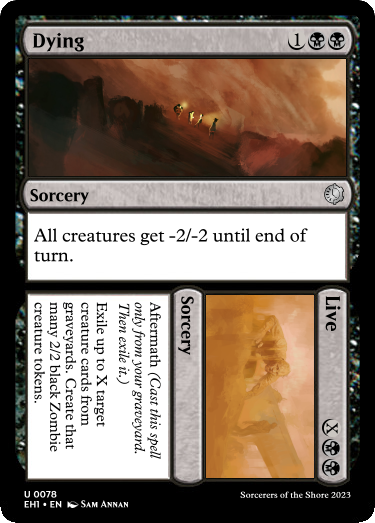 Dying 1
Sorcery
All creatures get -2/-2 until end of
turn.
Live X
Sorcery
Aftermath (Cast this spell
only from your graveyard.
Then exile it.)
Exile up to X target
creature cards from
graveyards. Create that
many 2/2 black Zombie
creature tokens.
U 0078
EH1 • EN Sam Annan
Sorcerers of the Shore 2023